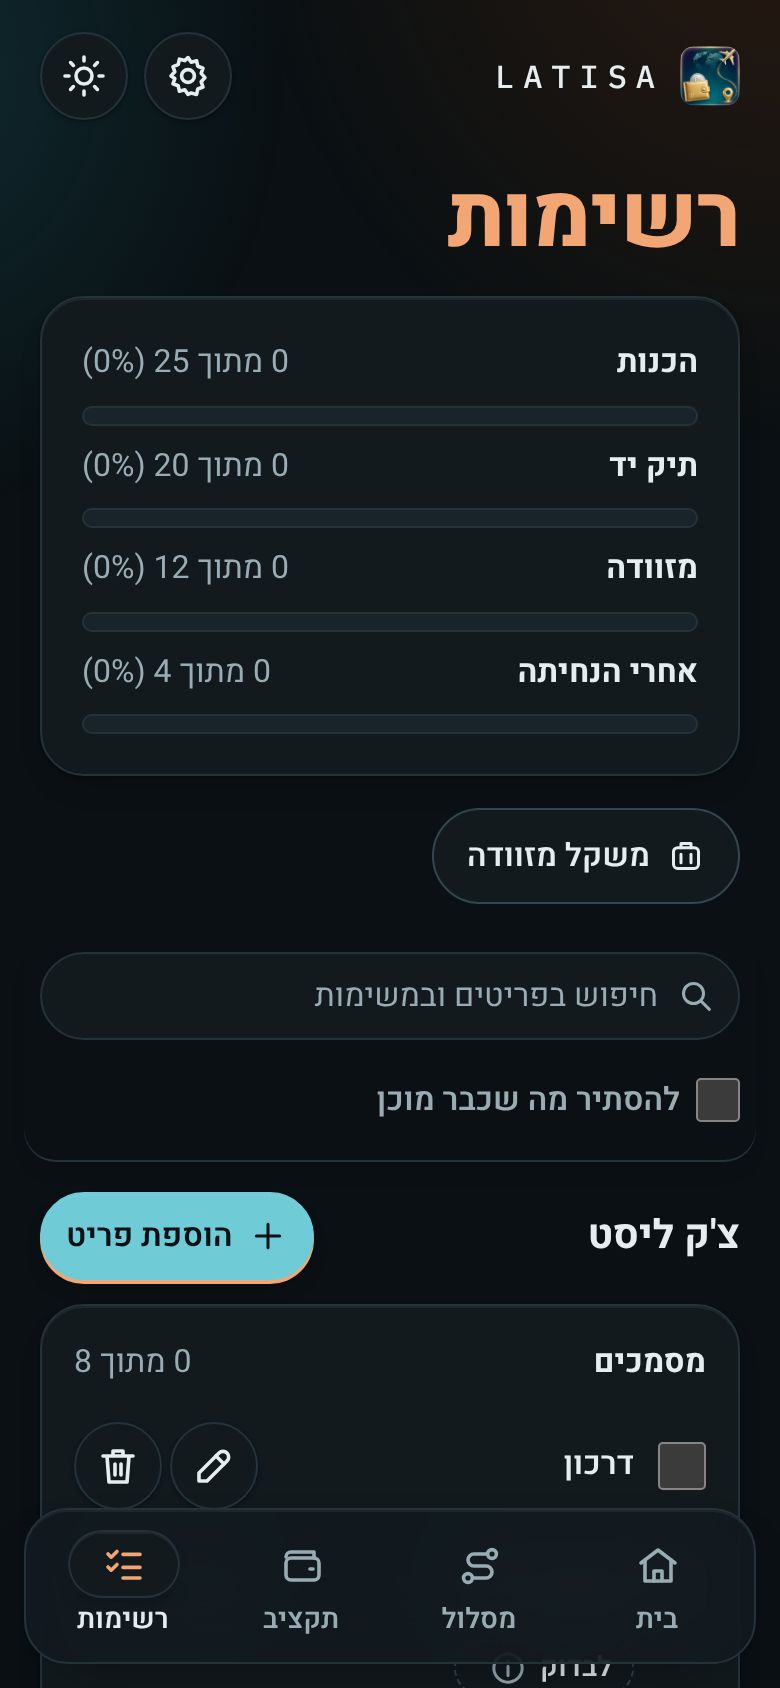 LATISA
רשימות
הכנות 0 מתוך 25 (0%)
תיק יד 0 מתוך 20 (0%)
מזוודה 0 מתוך 12 (0%)
אחרי הנחיתה 0 מתוך 4 (0%)
משקל מזוודה
חיפוש בפריטים ובמשימות
להסתיר מה שכבר מוכן
צ'ק ליסט
הוספת פריט
מסמכים 0 מתוך 8
דרכון
בית מסלול תקציב רשימות
לבדוק